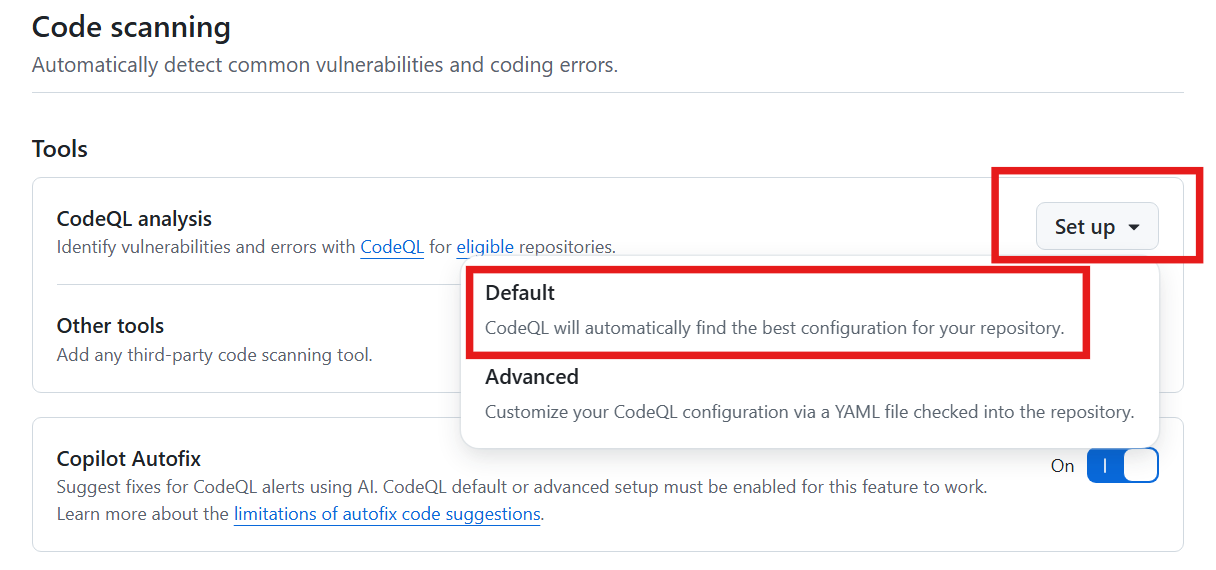 Code scanning
Automatically detect common vulnerabilities and coding errors.
Tools
CodeQL analysis
Identify vulnerabilities and errors with CodeQL for eligible repositories.
Set up
Default
CodeQL will automatically find the best configuration for your repository.
Advanced
Customize your CodeQL configuration via a YAML file checked into the repository.
Other tools
Add any third-party code scanning tool.
Copilot Autofix
Suggest fixes for CodeQL alerts using AI. CodeQL default or advanced setup must be enabled for this feature to work.
Learn more about the limitations of autofix code suggestions.
On